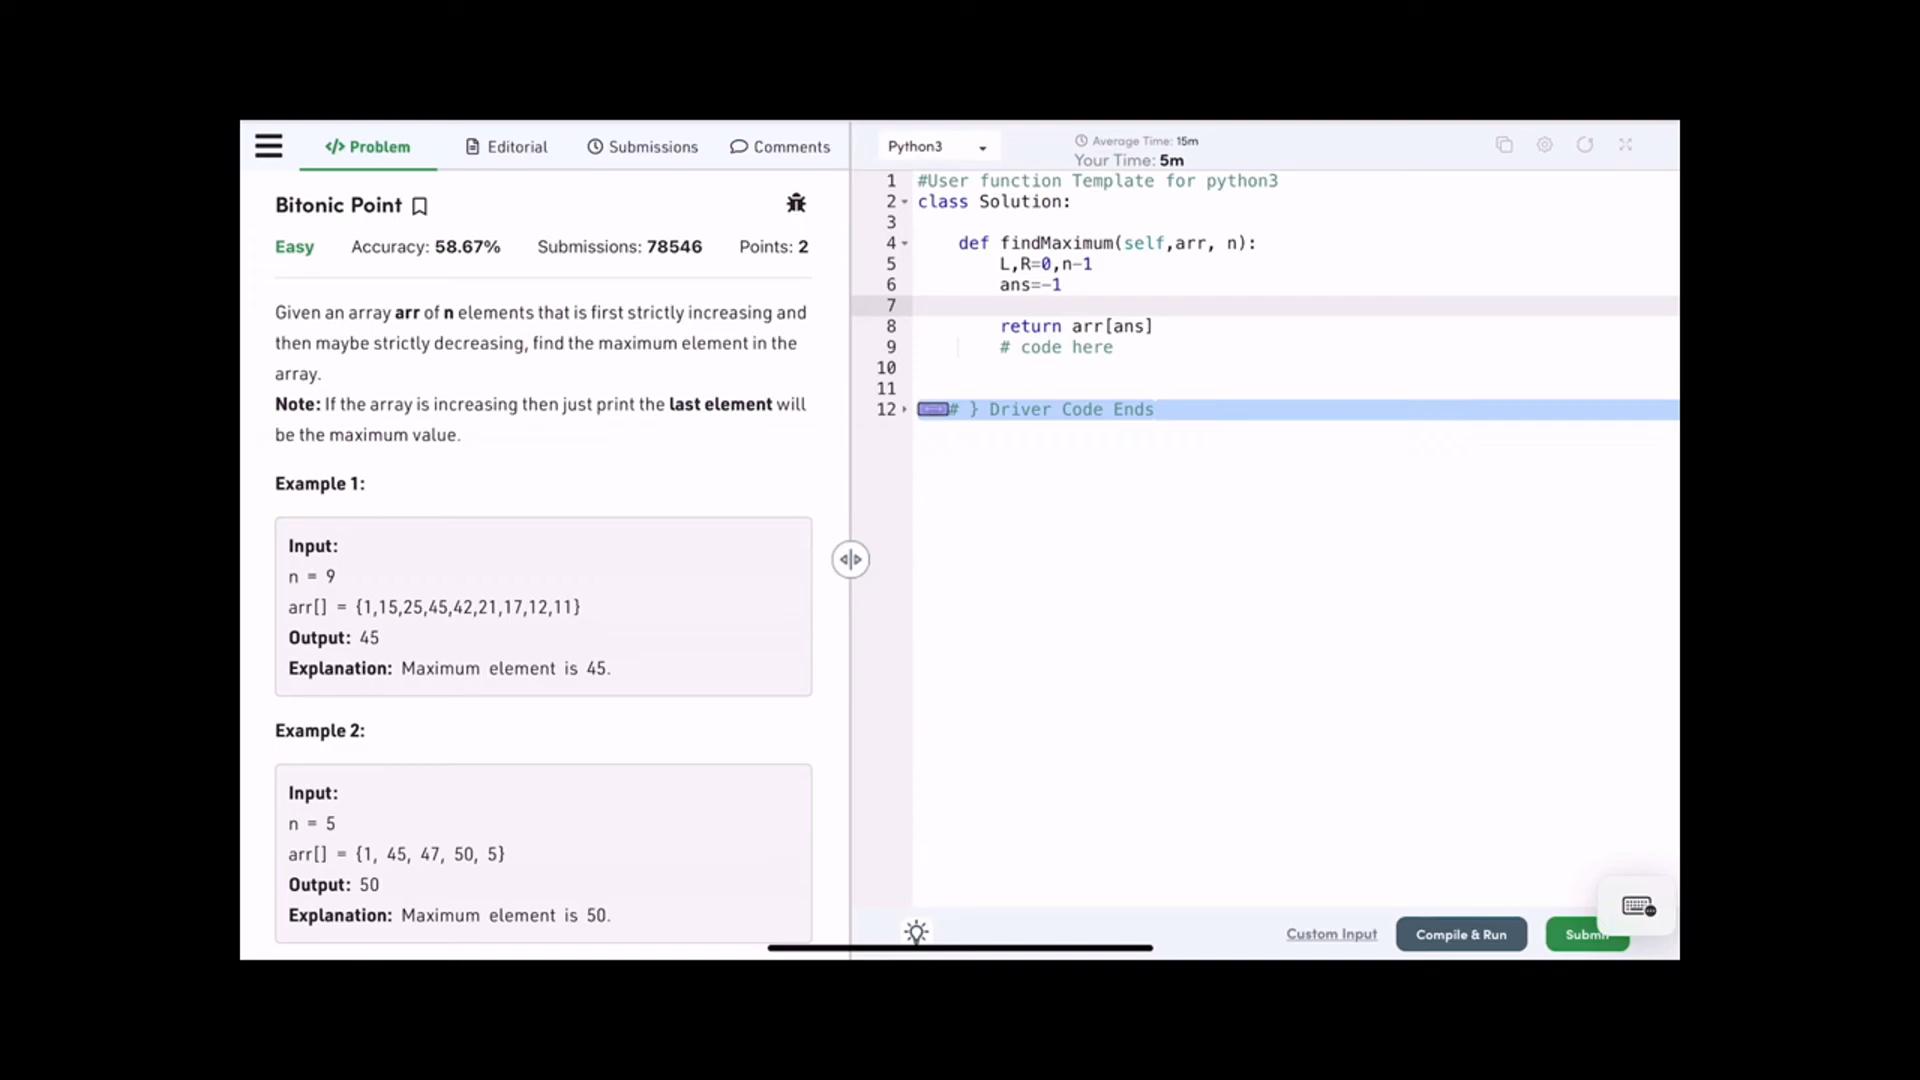 Problem
Editorial
Submissions
Comments
Bitonic Point
Easy
Accuracy: 58.67%
Submissions: 78546
Points: 2
Given an array arr of n elements that is first strictly increasing and
then maybe strictly decreasing, find the maximum element in the
array.
Note: If the array is increasing then just print the last element will
be the maximum value.
Example 1:
Input:
n = 9
arr[] = {1,15,25,45,42,21,17,12,11}
Output: 45
Explanation: Maximum element is 45.
Example 2:
Input:
n = 5
arr[] = {1, 45, 47, 50, 5}
Output: 50
Explanation: Maximum element is 50.
Python3
Average Time: 15m
Your Time: 5m
1 #User function Template for python3
2 class Solution:
3
4 def findMaximum(self,arr, n):
5 L,R=0,n-1
6 ans=-1
7
8 return arr[ans]
9 # code here
10
11
12 # } Driver Code Ends
Custom Input
Compile & Run
Submi